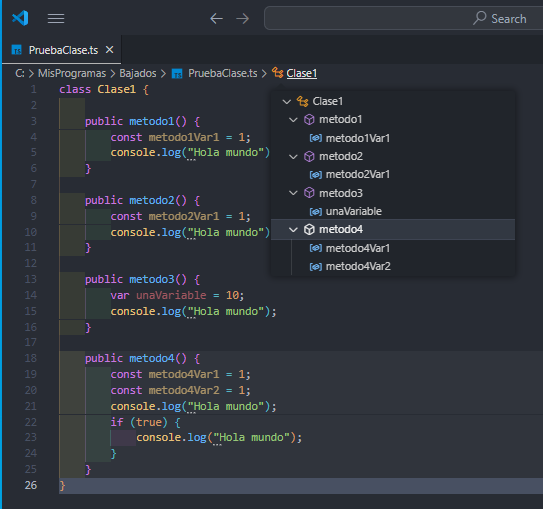 Search
PruebaClase.ts
C: > MisProgramas > Bajados > PruebaClase.ts > Clase1
1 class Clase1 {
2
3 public metodo1() {
4 const metodo1Var1 = 1;
5 console.log("Hola mundo")
6 }
7
8 public metodo2() {
9 const metodo2Var1 = 1;
10 console.log("Hola mundo")
11 }
12
13 public metodo3() {
14 var unaVariable = 10;
15 console.log("Hola mundo");
16 }
17
18 public metodo4() {
19 const metodo4Var1 = 1;
20 const metodo4Var2 = 1;
21 console.log("Hola mundo");
22 if (true) {
23 console.log("Hola mundo");
24 }
25 }
26 }
Clase1
metodo1
metodo1Var1
metodo2
metodo2Var1
metodo3
unaVariable
metodo4
metodo4Var1
metodo4Var2